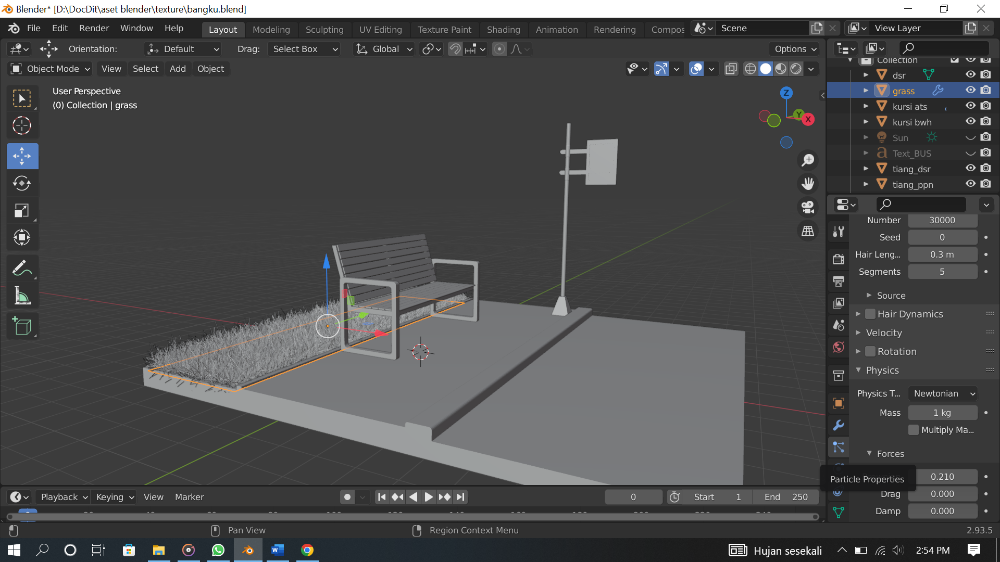 Blender* [D:\DocDit\aset blender\texture\bangku.blend]
File Edit Render Window Help Layout Modeling Sculpting UV Editing Texture Paint Shading Animation Rendering Compos Scene View Layer
Orientation: Default Drag: Select Box Global Options
Object Mode View Select Add Object
User Perspective
(0) Collection | grass
Z
Y
X
Collection
dsr
grass
kursi ats
kursi bwh
Sun
Text_BUS
tiang_dsr
tiang_ppn
Number 30000
Seed 0
Hair Leng... 0.3 m
Segments 5
Source
Hair Dynamics
Velocity
Rotation
Physics
Physics T... Newtonian
Mass 1 kg
Multiply Ma...
Forces
Particle Properties 0.210
Drag 0.000
Damp 0.000
Playback Keying View Marker 0 Start 1 End 250
Pan View Region Context Menu 2.93.5
Hujan sesekali 2:54 PM